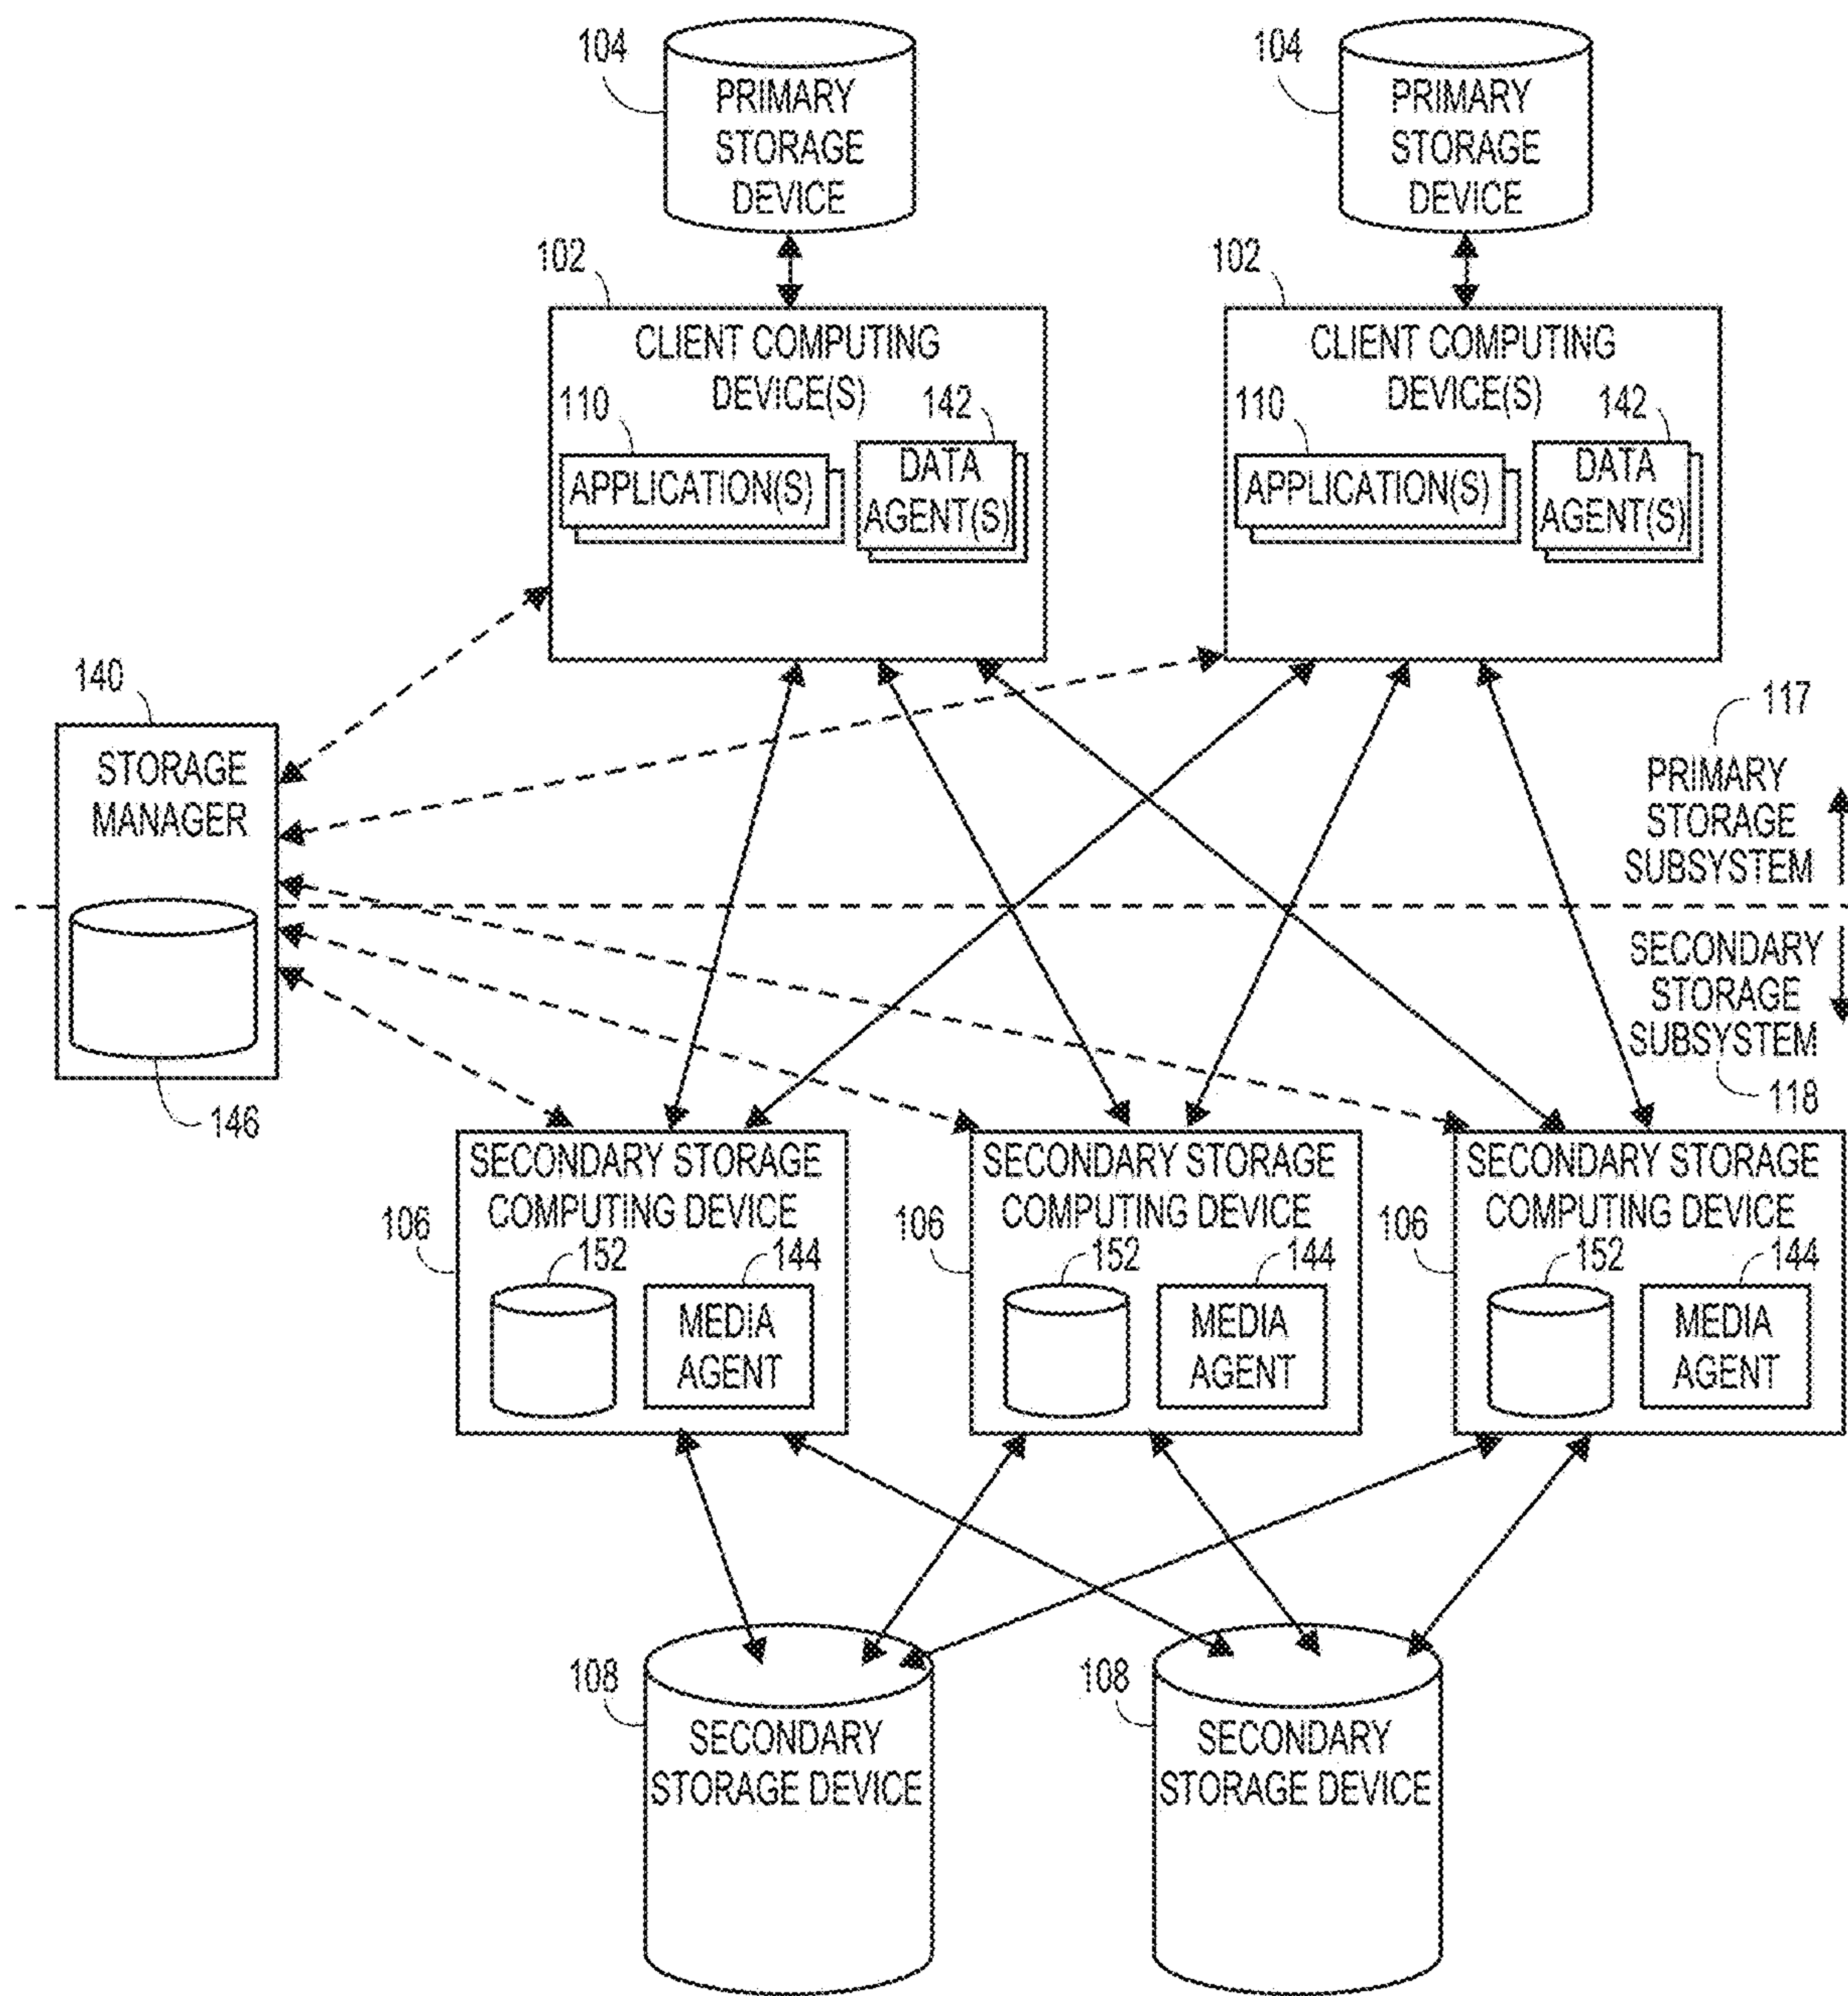 104
PRIMARY
STORAGE
DEVICE
104
PRIMARY
STORAGE
DEVICE
102
CLIENT COMPUTING
DEVICE(S)
110
142
APPLICATION(S)
DATA
AGENT(S)
102
CLIENT COMPUTING
DEVICE(S)
110
142
APPLICATION(S)
DATA
AGENT(S)
140
STORAGE
MANAGER
146
117
PRIMARY
STORAGE
SUBSYSTEM
SECONDARY
STORAGE
SUBSYSTEM
118
106
SECONDARY STORAGE
COMPUTING DEVICE
152
144
MEDIA
AGENT
106
SECONDARY STORAGE
COMPUTING DEVICE
152
144
MEDIA
AGENT
106
SECONDARY STORAGE
COMPUTING DEVICE
152
144
MEDIA
AGENT
108
SECONDARY
STORAGE DEVICE
108
SECONDARY
STORAGE DEVICE